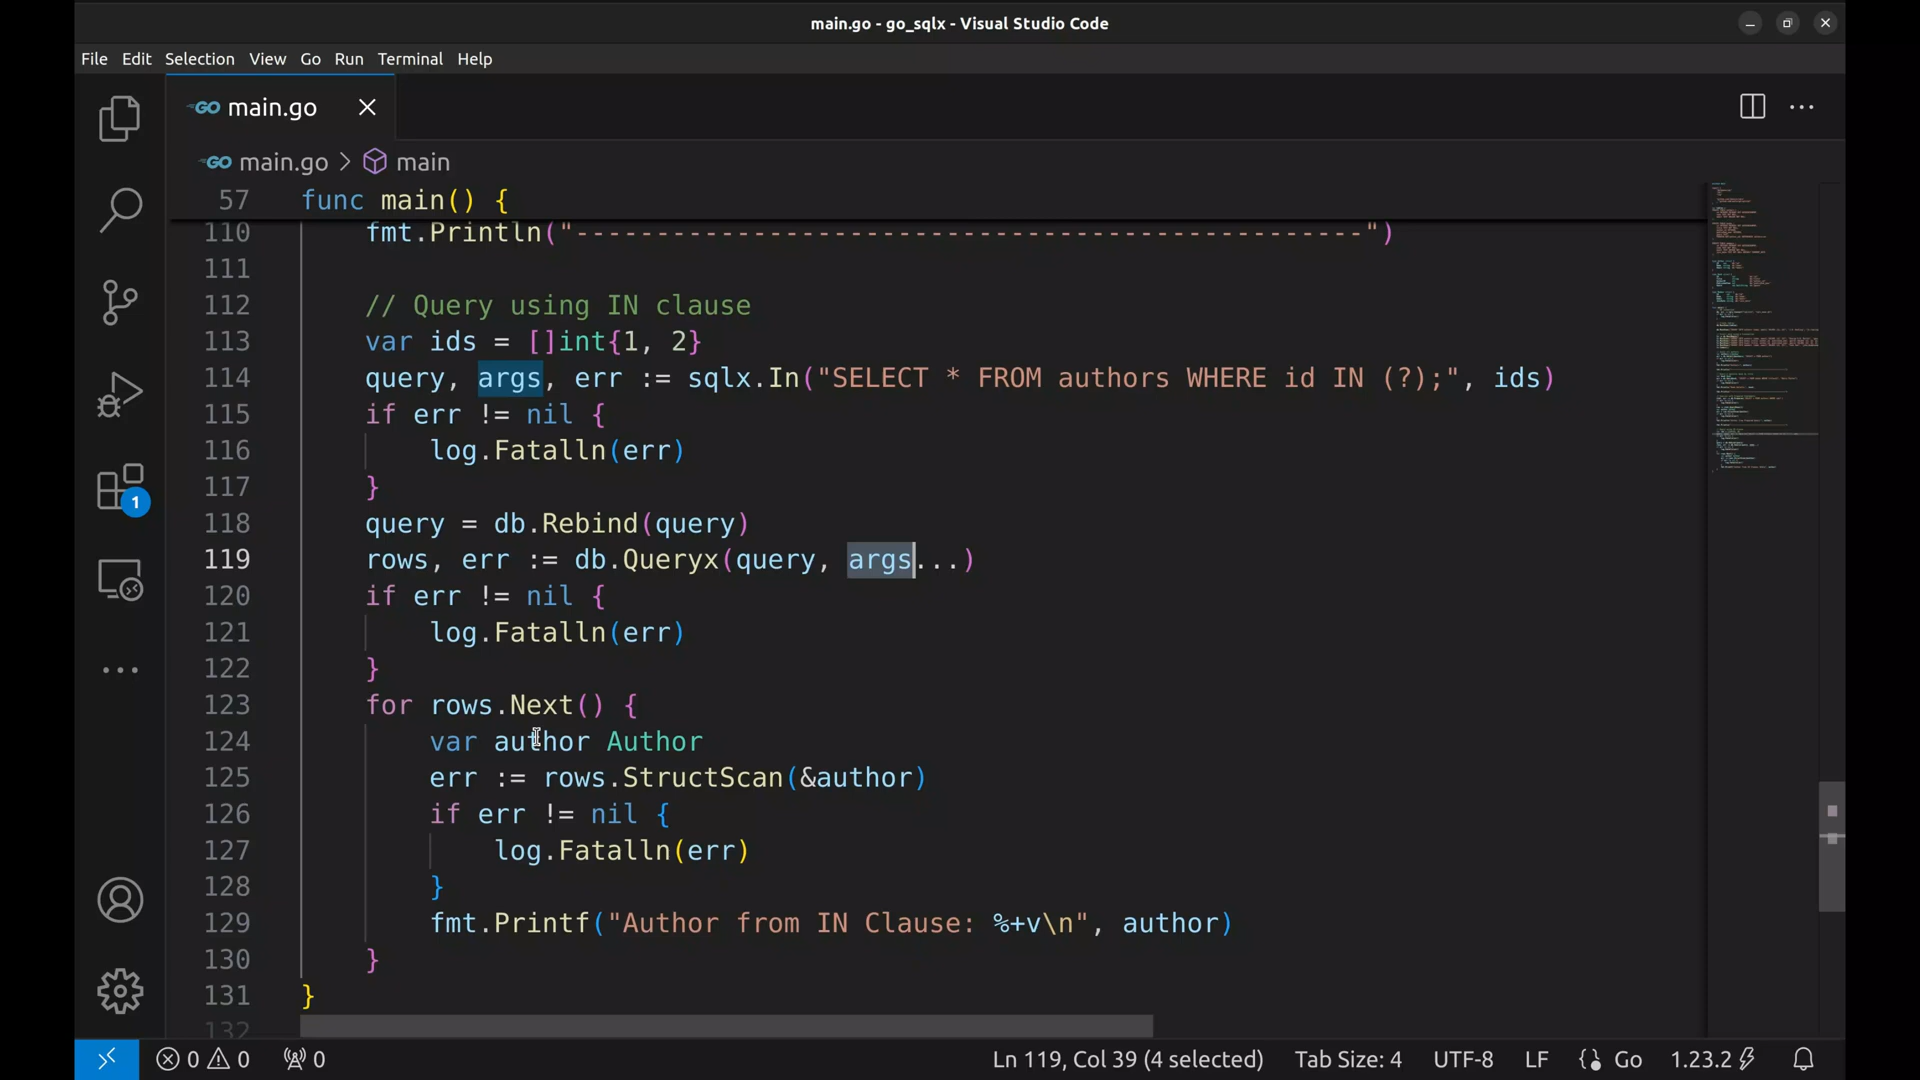 main.go - go_sqlx - Visual Studio Code
File Edit Selection View Go Run Terminal Help
GO main.go
GO main.go > main
57 func main() {
110 fmt.Println("-------------------------------------------------")
111
112 // Query using IN clause
113 var ids = []int{1, 2}
114 query, args, err := sqlx.In("SELECT * FROM authors WHERE id IN (?);", ids)
115 if err != nil {
116 log.Fatalln(err)
117 }
118 query = db.Rebind(query)
119 rows, err := db.Queryx(query, args...)
120 if err != nil {
121 log.Fatalln(err)
122 }
123 for rows.Next() {
124 var author Author
125 err := rows.StructScan(&author)
126 if err != nil {
127 log.Fatalln(err)
128 }
129 fmt.Printf("Author from IN Clause: %+v\n", author)
130 }
131 }
132
1
0 0 0 Ln 119, Col 39 (4 selected) Tab Size: 4 UTF-8 LF Go 1.23.2